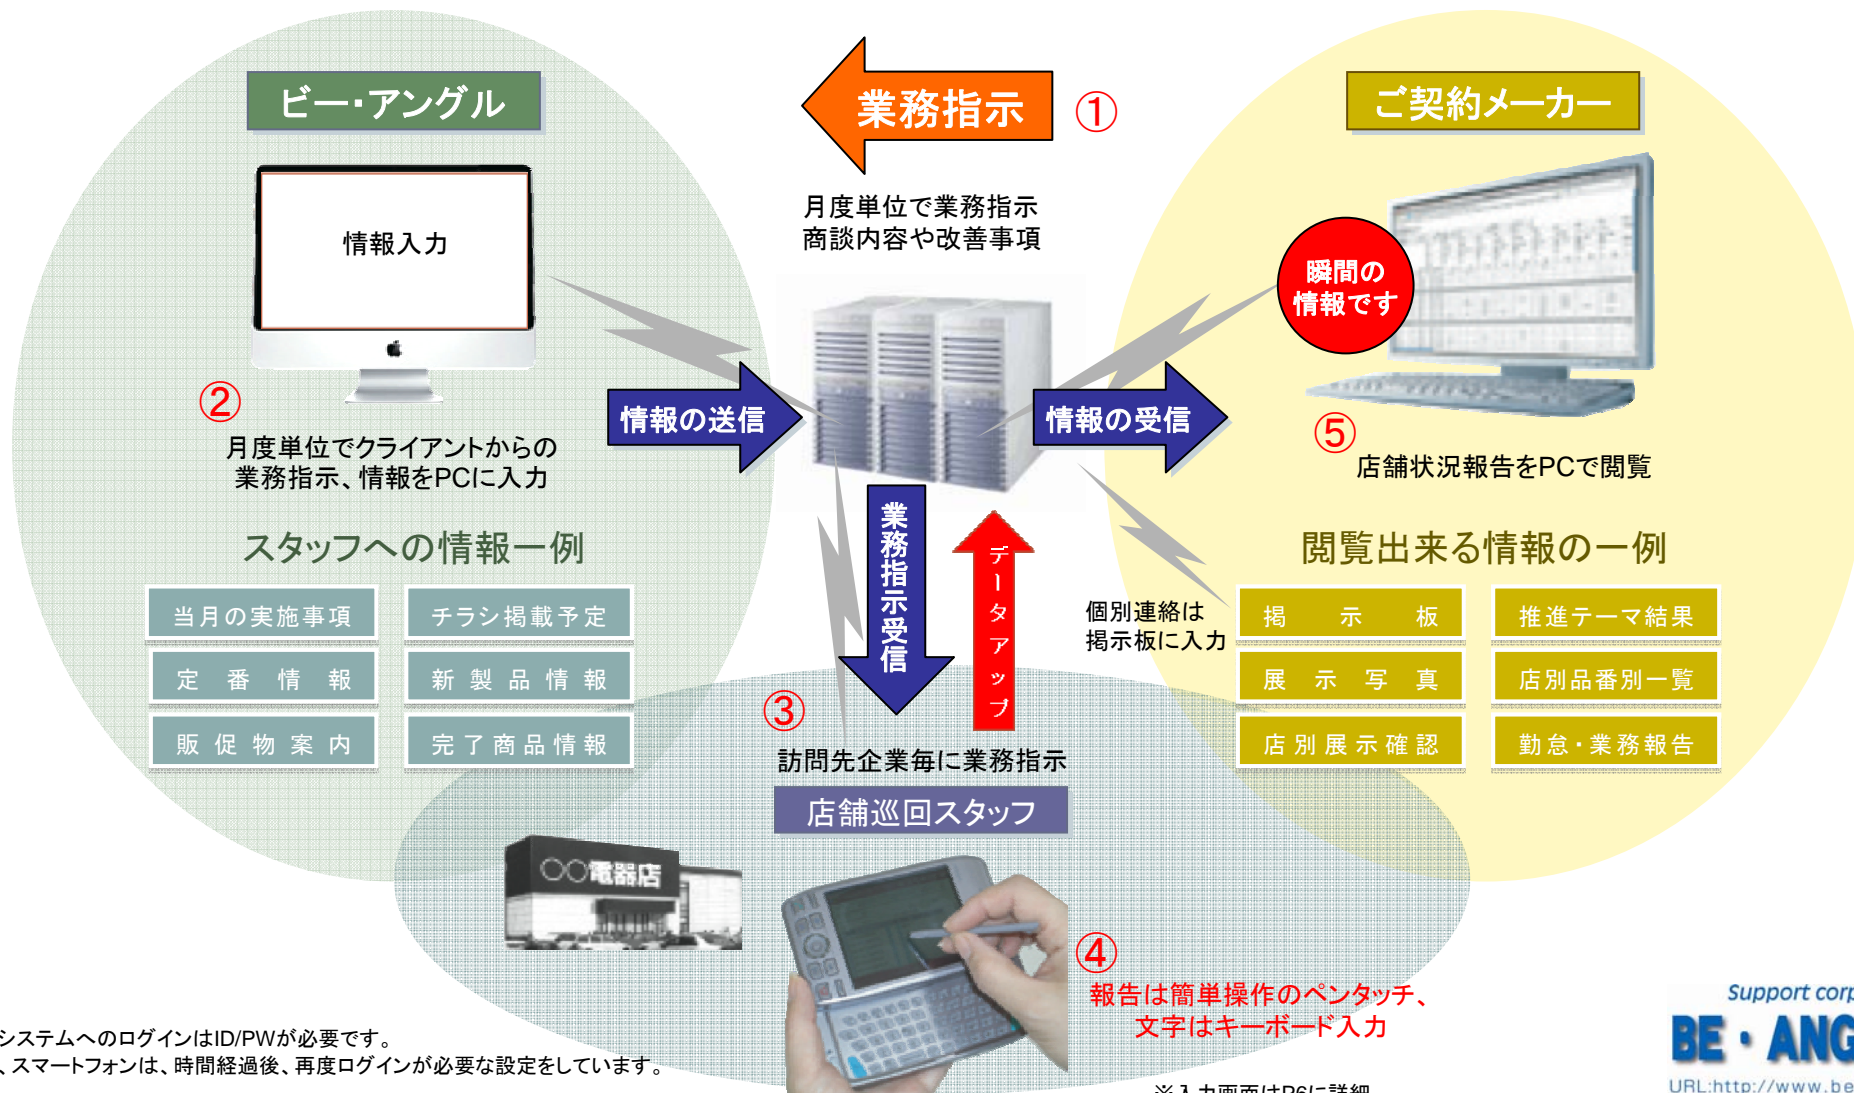 ビー・アングル
業務指示
①
ご契約メーカー
月度単位で業務指示
商談内容や改善事項
情報入力
瞬間の
情報です
②
月度単位でクライアントからの
業務指示、情報をPCに入力
情報の送信
情報の受信
⑤
店舗状況報告をPCで閲覧
スタッフへの情報一例
当月の実施事項
チラシ掲載予定
定番情報
新製品情報
販促物案内
完了商品情報
業務指示受信
データアップ
個別連絡は
掲示板に入力
閲覧出来る情報の一例
掲示板
推進テーマ結果
展示写真
店別品番別一覧
店別展示確認
勤怠・業務報告
③
訪問先企業毎に業務指示
店舗巡回スタッフ
〇〇電器店
④
報告は簡単操作のペンタッチ、
文字はキーボード入力
システムへのログインはID/PWが必要です。
、スマートフォンは、時間経過後、再度ログインが必要な設定をしています。
※入力画面はP6に詳細
Support corp
BE・ANG
URL:http://www.be